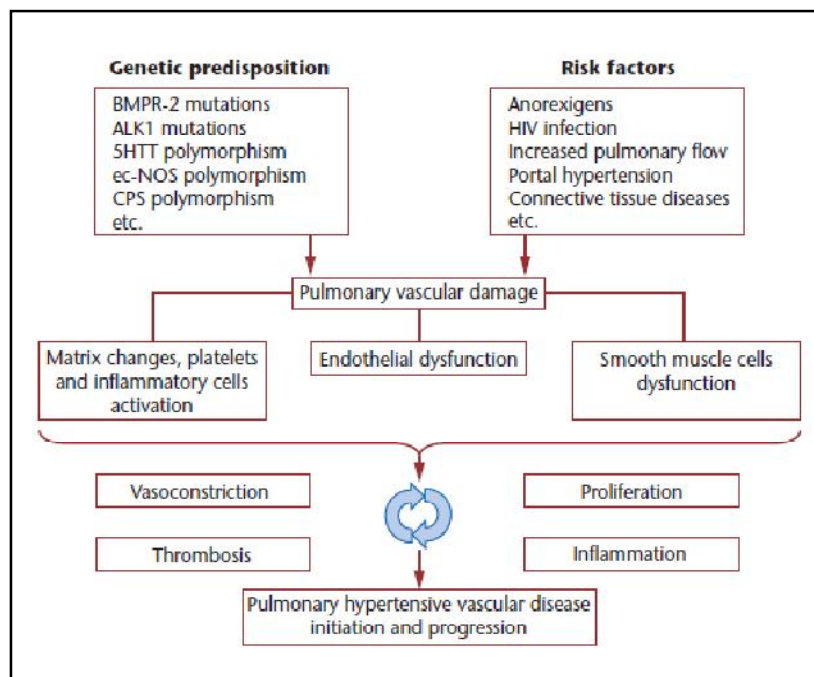 Genetic predisposition
BMPR-2 mutations
ALK1 mutations
5HTT polymorphism
ec-NOS polymorphism
CPS polymorphism
etc.
Risk factors
Anorexigens
HIV infection
Increased pulmonary flow
Portal hypertension
Connective tissue diseases
etc.
Pulmonary vascular damage
Matrix changes, platelets
and inflammatory cells
activation
Endothelial dysfunction
Smooth muscle cells
dysfunction
Vasoconstriction
Proliferation
Thrombosis
Inflammation
Pulmonary hypertensive vascular disease
initiation and progression